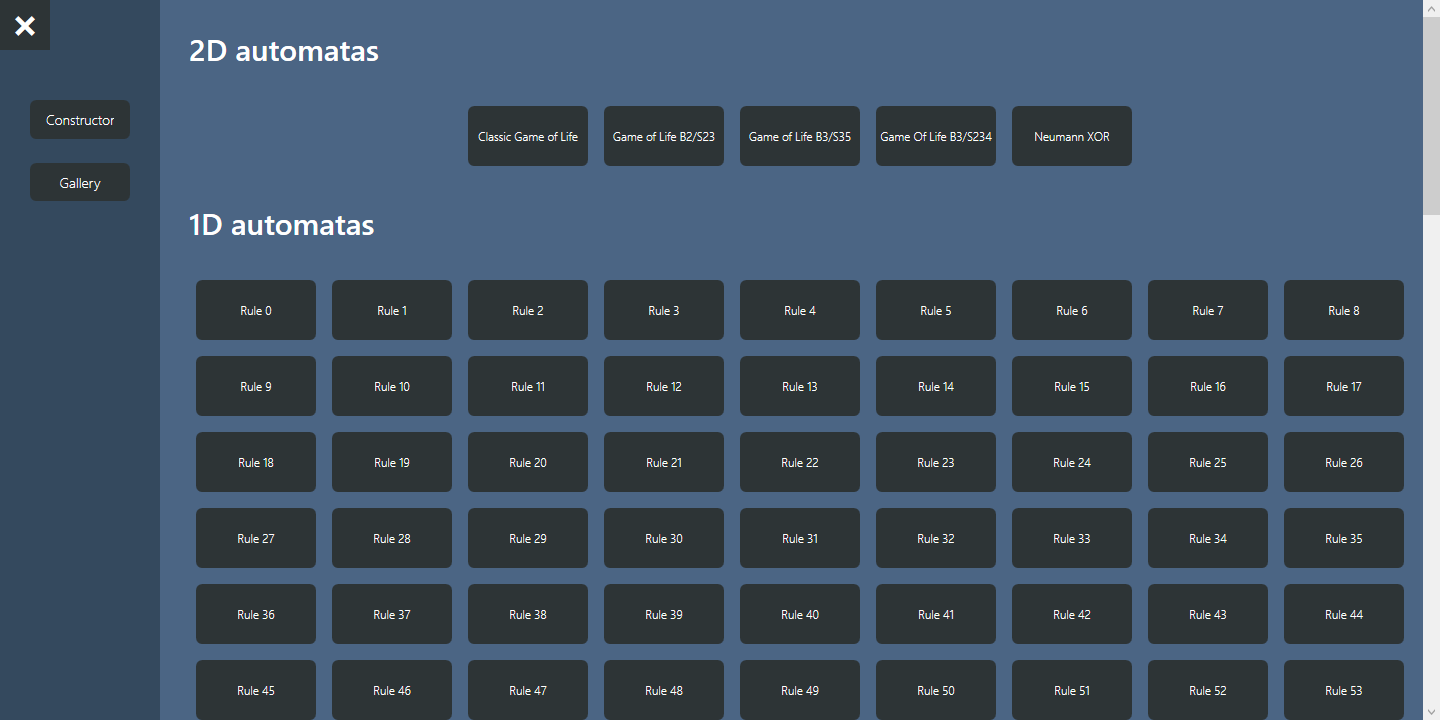 Constructor
Gallery
2D automatas
Classic Game of Life
Game of Life B2/S23
Game of Life B3/S35
Game Of Life B3/S234
Neumann XOR
1D automatas
Rule 0
Rule 1
Rule 2
Rule 3
Rule 4
Rule 5
Rule 6
Rule 7
Rule 8
Rule 9
Rule 10
Rule 11
Rule 12
Rule 13
Rule 14
Rule 15
Rule 16
Rule 17
Rule 18
Rule 19
Rule 20
Rule 21
Rule 22
Rule 23
Rule 24
Rule 25
Rule 26
Rule 27
Rule 28
Rule 29
Rule 30
Rule 31
Rule 32
Rule 33
Rule 34
Rule 35
Rule 36
Rule 37
Rule 38
Rule 39
Rule 40
Rule 41
Rule 42
Rule 43
Rule 44
Rule 45
Rule 46
Rule 47
Rule 48
Rule 49
Rule 50
Rule 51
Rule 52
Rule 53